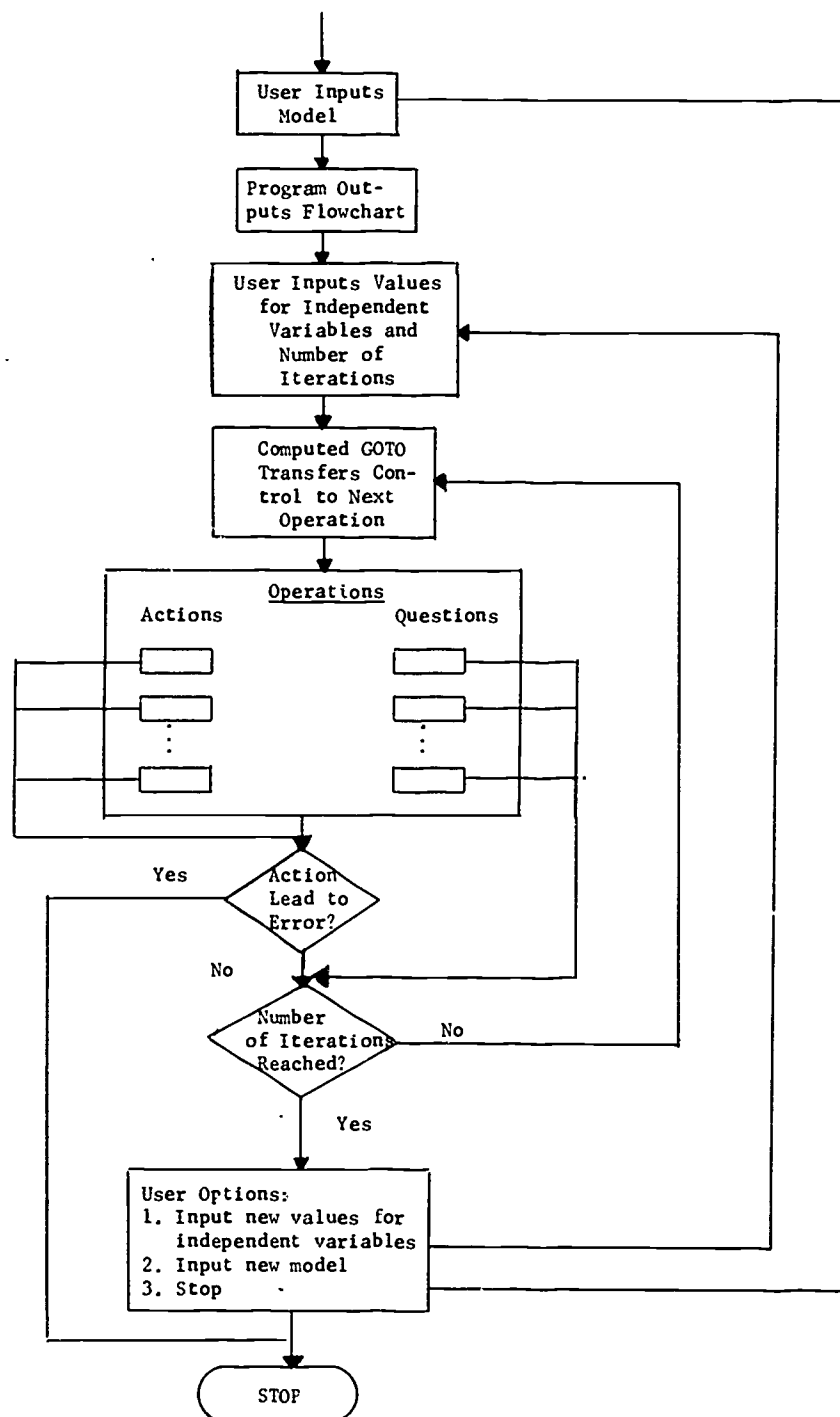 User Inputs
Model
Program Out-
puts Flowchart
User Inputs Values
for Independent
Variables and
Number of
Iterations
Computed GOTO
Transfers Con-
trol to Next
Operation
Operations
Actions
Questions
Yes
Action
Lead to
Error?
No
Number
of Iterations
Reached?
No
Yes
User Options:
1. Input new values for
independent variables
2. Input new model
3. Stop
STOP